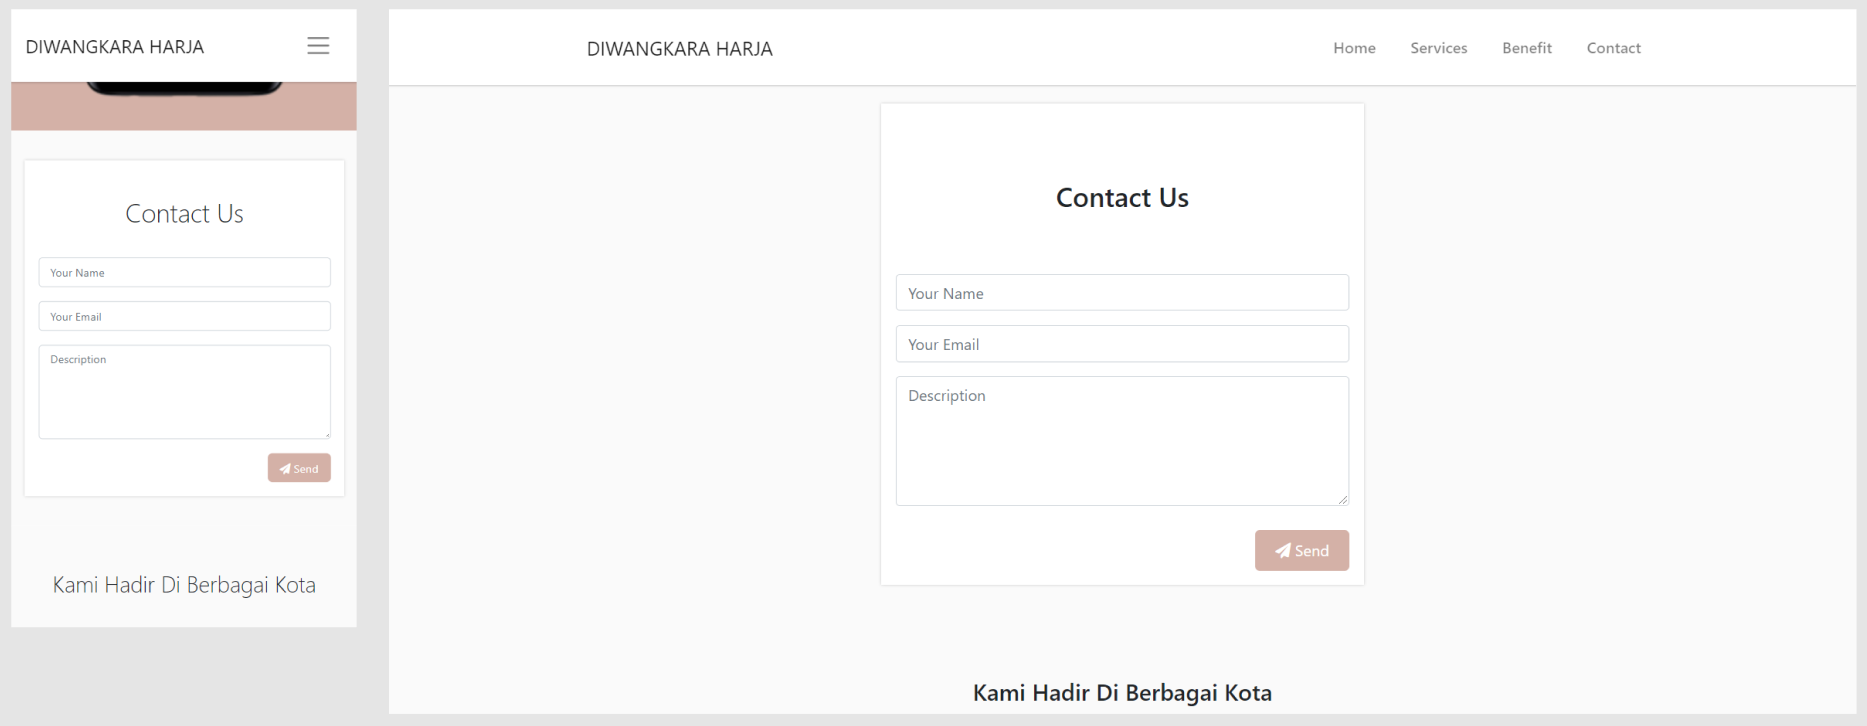 DIWANGKARA HARJA
Contact Us
Your Name
Your Email
Description
Send
Kami Hadir Di Berbagai Kota
DIWANGKARA HARJA
Home
Services
Benefit
Contact
Contact Us
Your Name
Your Email
Description
Send
Kami Hadir Di Berbagai Kota